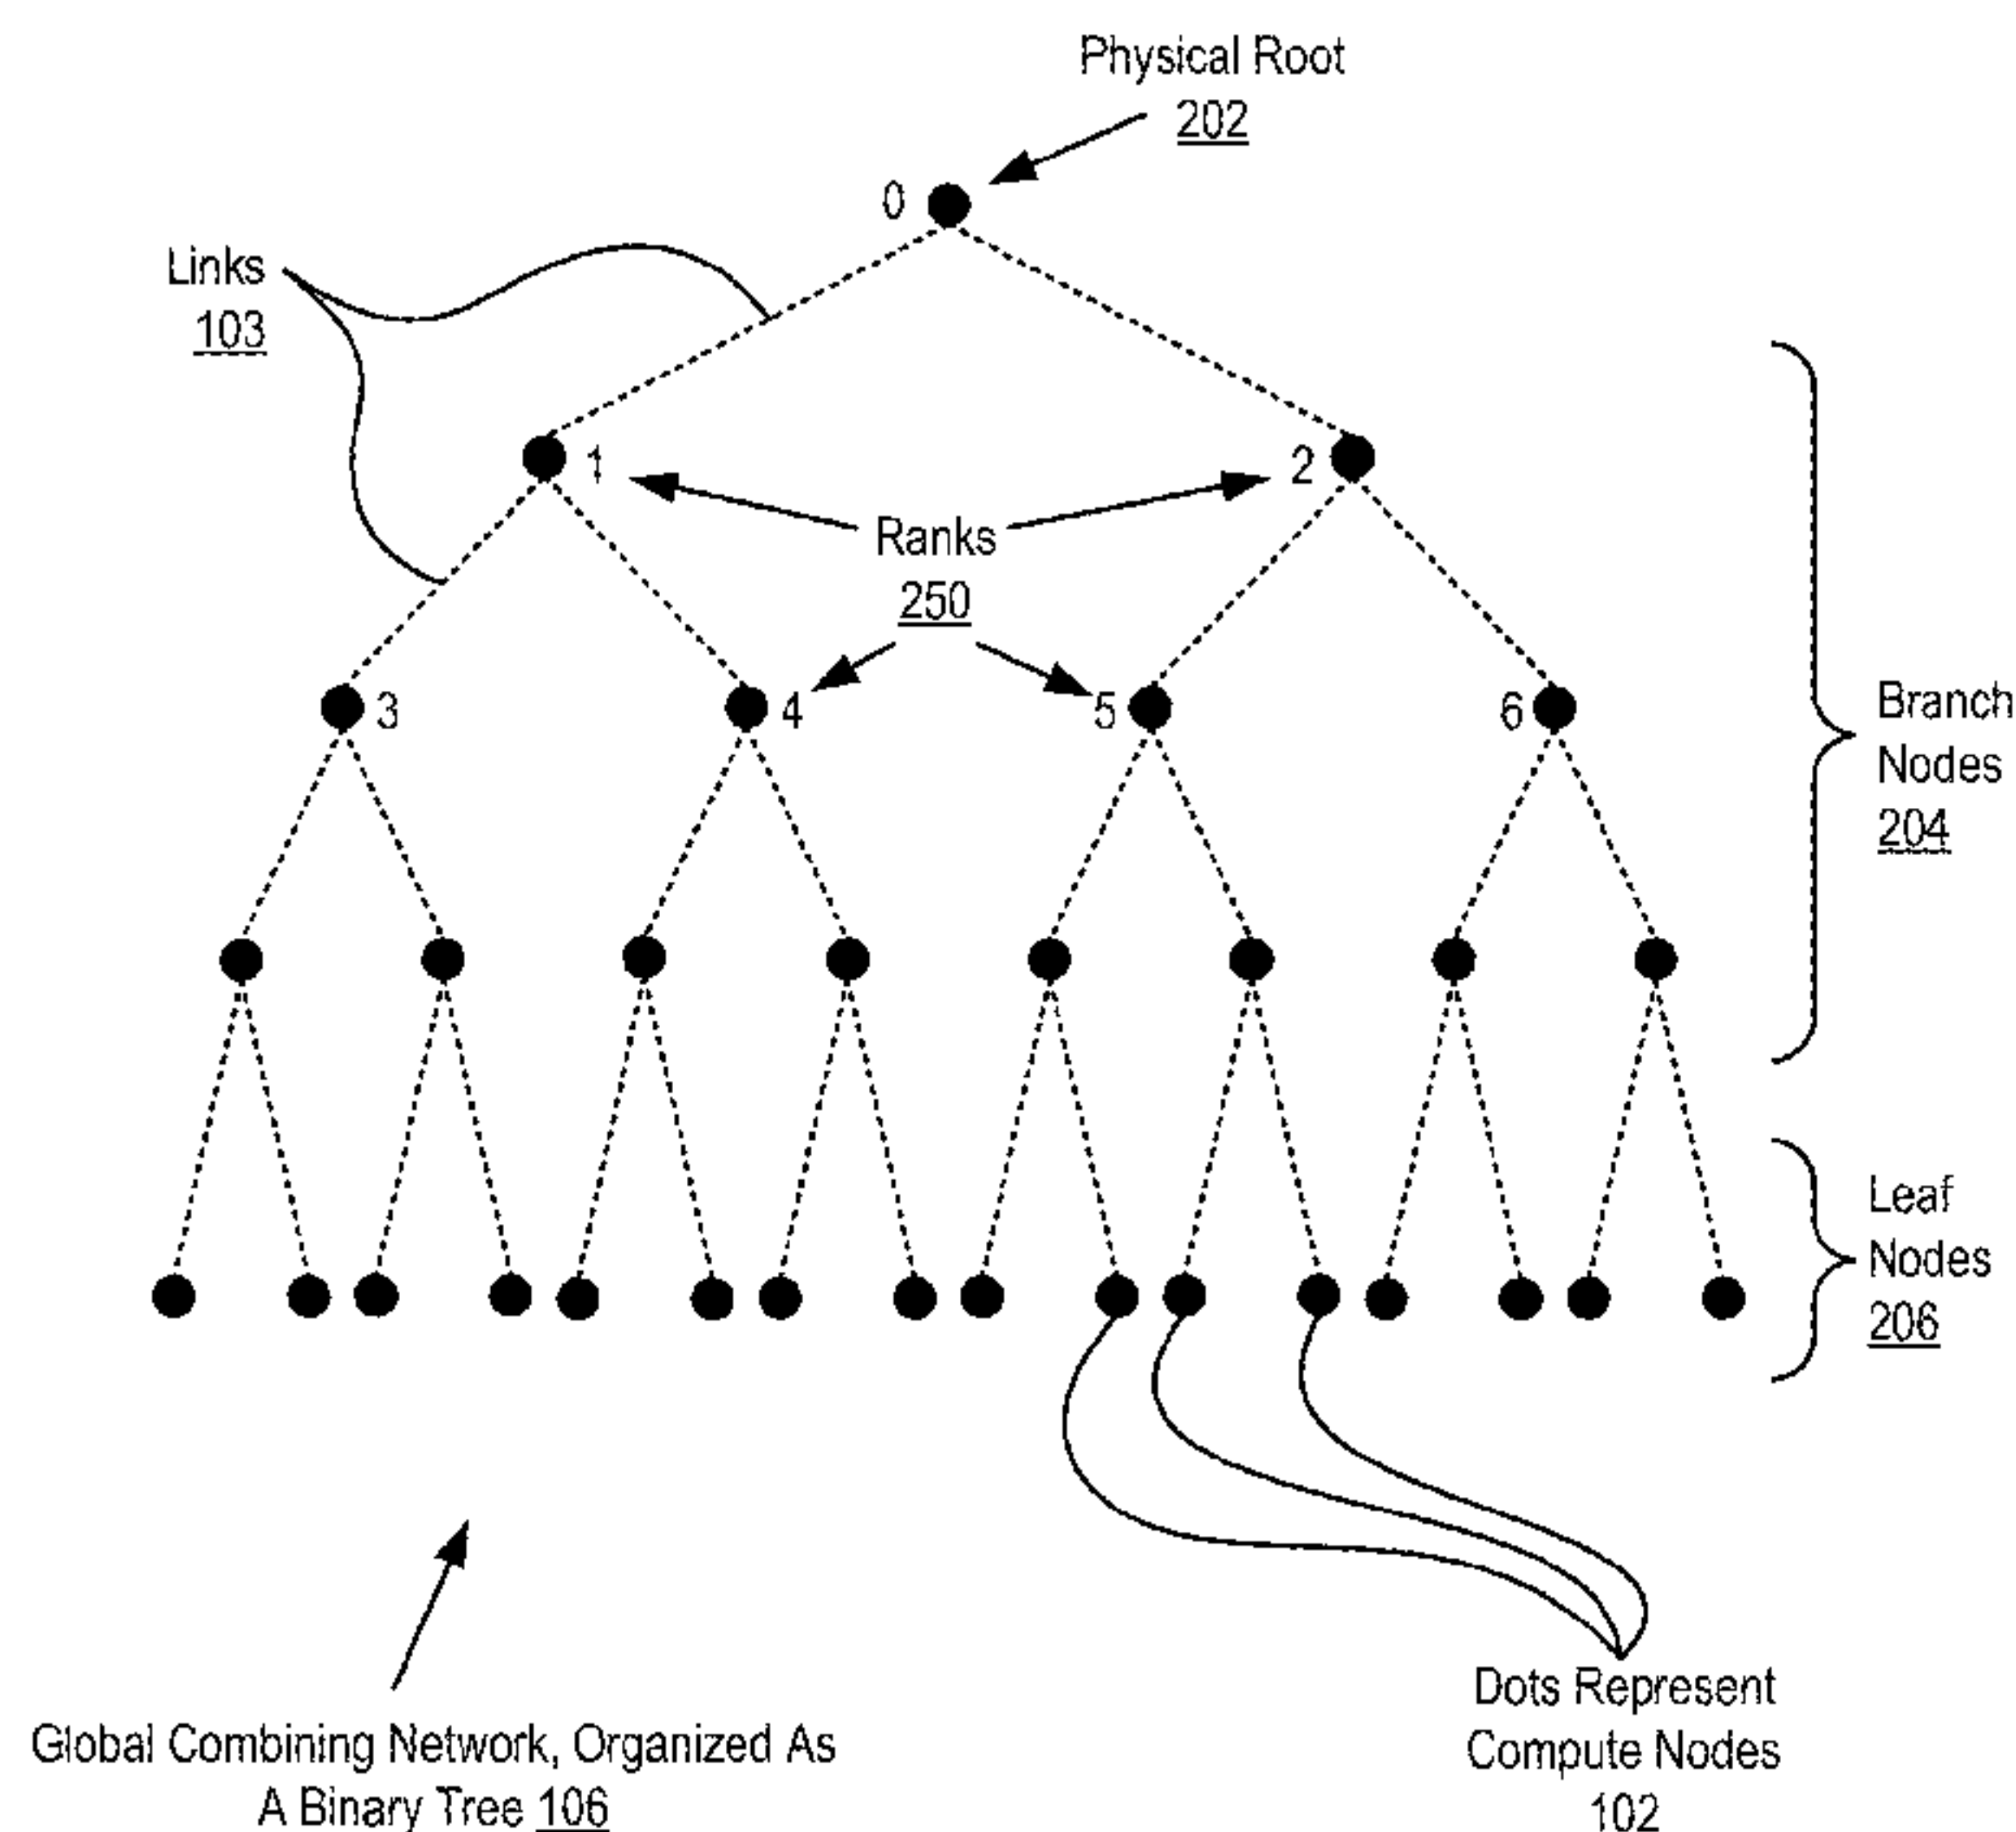 Physical Root
202
0
Links
103
1
2
Ranks
250
3
4
5
6
Branch
Nodes
204
Leaf
Nodes
206
Dots Represent
Compute Nodes
102
Global Combining Network, Organized As
A Binary Tree 106